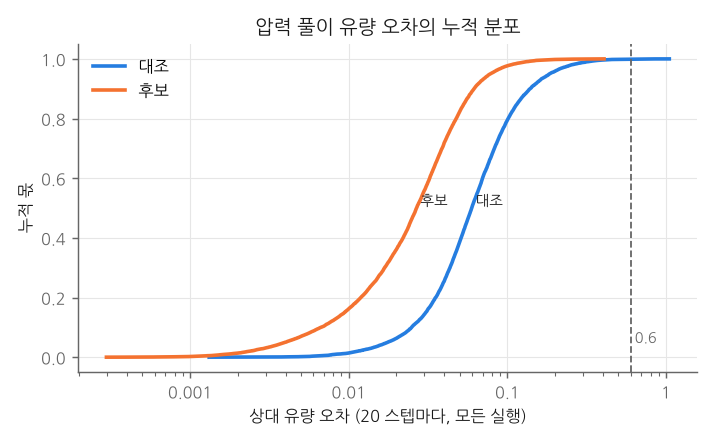 압력 풀이 유량 오차의 누적 분포
대조
후보
1.0
0.8
0.6
0.4
0.2
0.0
누적 몫
후보
대조
0.6
0.001
0.01
0.1
1
상대 유량 오차 (20 스텝마다, 모든 실행)